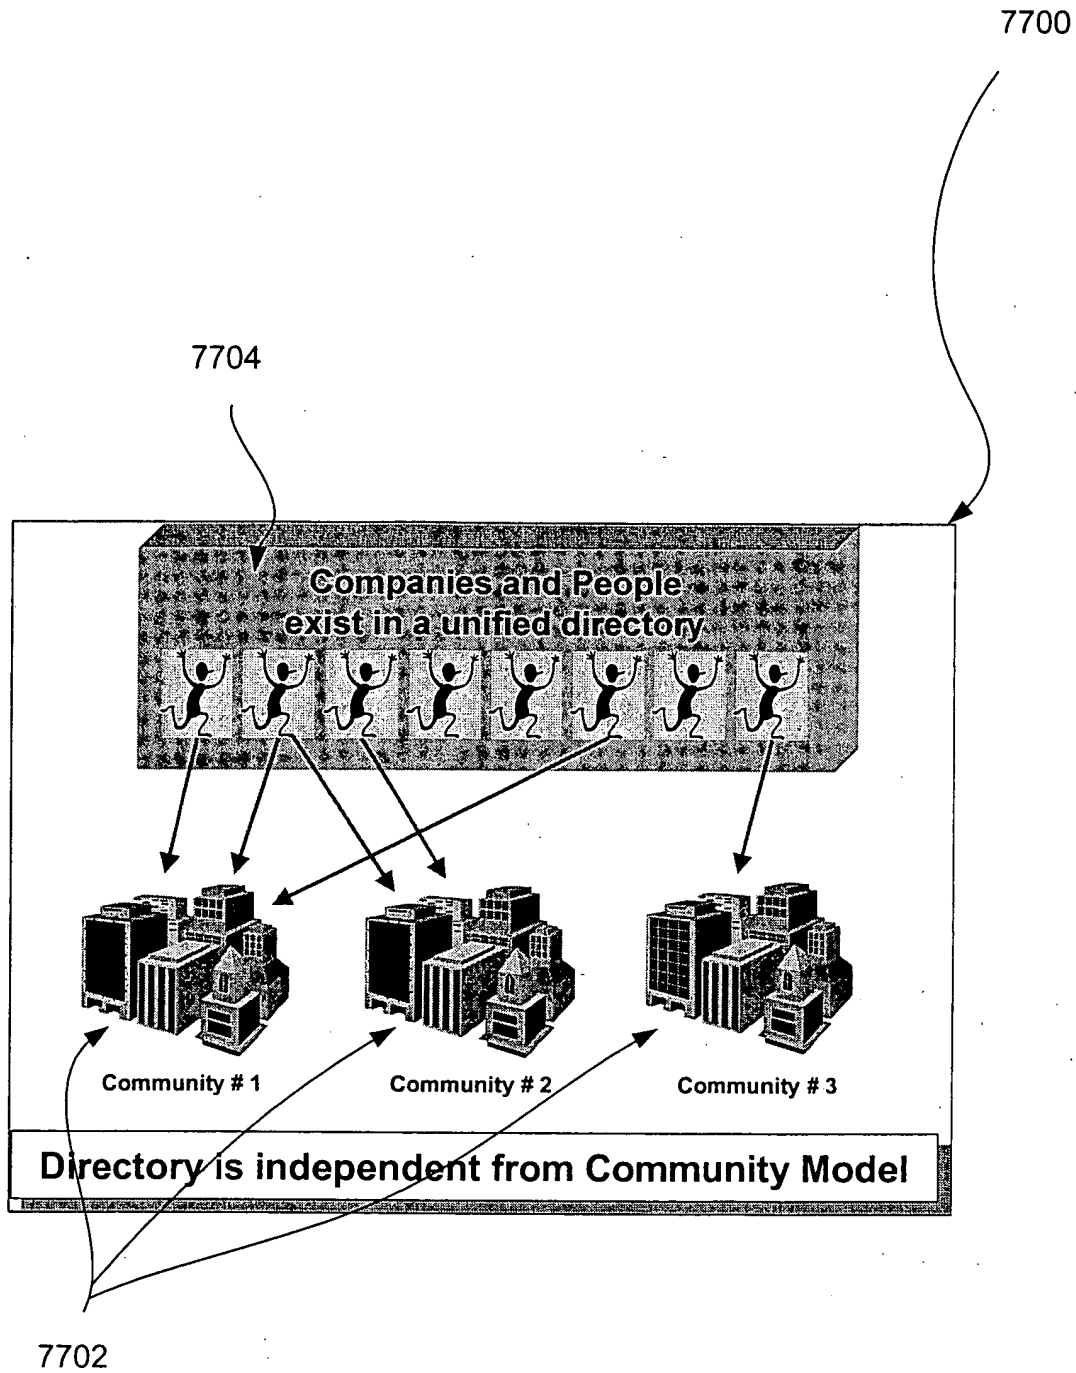 7700
7704
Companies and People
exist in a unified directory
Community # 1
Community # 2
Community # 3
Directory is independent from Community Model
7702